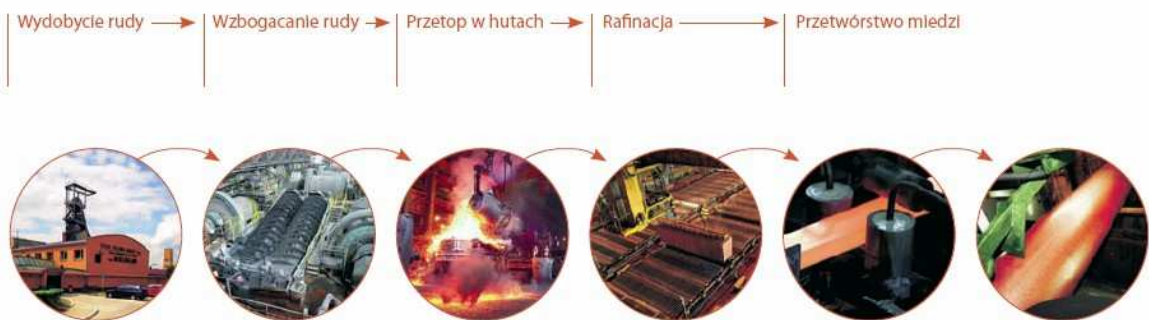 Wydobycie rudy
Wzbogacanie rudy
Przetop w hutach
Rafinacja
Przetwórstwo miedzi